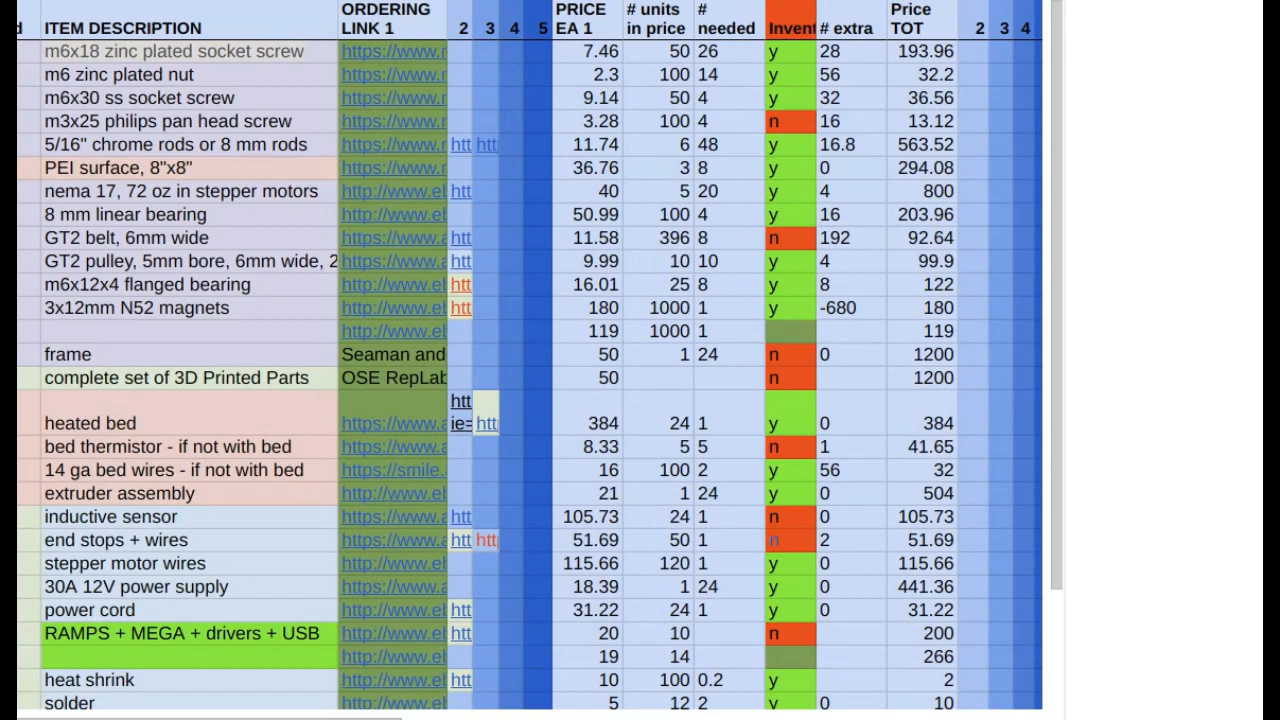 ORDERING PRICE # units # Price
d ITEM DESCRIPTION LINK 1 2 3 4 5 EA 1 in price needed Invent # extra TOT 2 3 4
m6x18 zinc plated socket screw https://www.r 7.46 50 26 y 28 193.96
m6 zinc plated nut https://www.r 2.3 100 14 y 56 32.2
m6x30 ss socket screw https://www.r 9.14 50 4 y 32 36.56
m3x25 philips pan head screw https://www.r 3.28 100 4 n 16 13.12
5/16" chrome rods or 8 mm rods https://www.r htt htt 11.74 6 48 y 16.8 563.52
PEI surface, 8"x8" https://www.r 36.76 3 8 y 0 294.08
nema 17, 72 oz in stepper motors http://www.eb htt 40 5 20 y 4 800
8 mm linear bearing http://www.eb 50.99 100 4 y 16 203.96
GT2 belt, 6mm wide https://www.a htt 11.58 396 8 n 192 92.64
GT2 pulley, 5mm bore, 6mm wide, 2 https://www.a htt 9.99 10 10 y 4 99.9
m6x12x4 flanged bearing http://www.eb htt 16.01 25 8 y 8 122
3x12mm N52 magnets http://www.eb htt 180 1000 1 y -680 180
http://www.eb 119 1000 1 119
frame Seaman and 50 1 24 n 0 1200
complete set of 3D Printed Parts OSE RepLab 50 n 1200
htt
heated bed https://www.a ie= htt 384 24 1 y 0 384
bed thermistor - if not with bed https://www.a 8.33 5 5 n 1 41.65
14 ga bed wires - if not with bed https://smile. 16 100 2 y 56 32
extruder assembly http://www.eb 21 1 24 y 0 504
inductive sensor https://www.a htt 105.73 24 1 n 0 105.73
end stops + wires https://www.a htt http 51.69 50 1 n 2 51.69
stepper motor wires http://www.eb 115.66 120 1 y 0 115.66
30A 12V power supply https://www.a 18.39 1 24 y 0 441.36
power cord http://www.eb htt 31.22 24 1 y 0 31.22
RAMPS + MEGA + drivers + USB http://www.eb htt 20 10 n 200
http://www.eb 19 14 266
heat shrink http://www.eb htt 10 100 0.2 y 2
solder http://www.eb 5 12 2 y 0 10